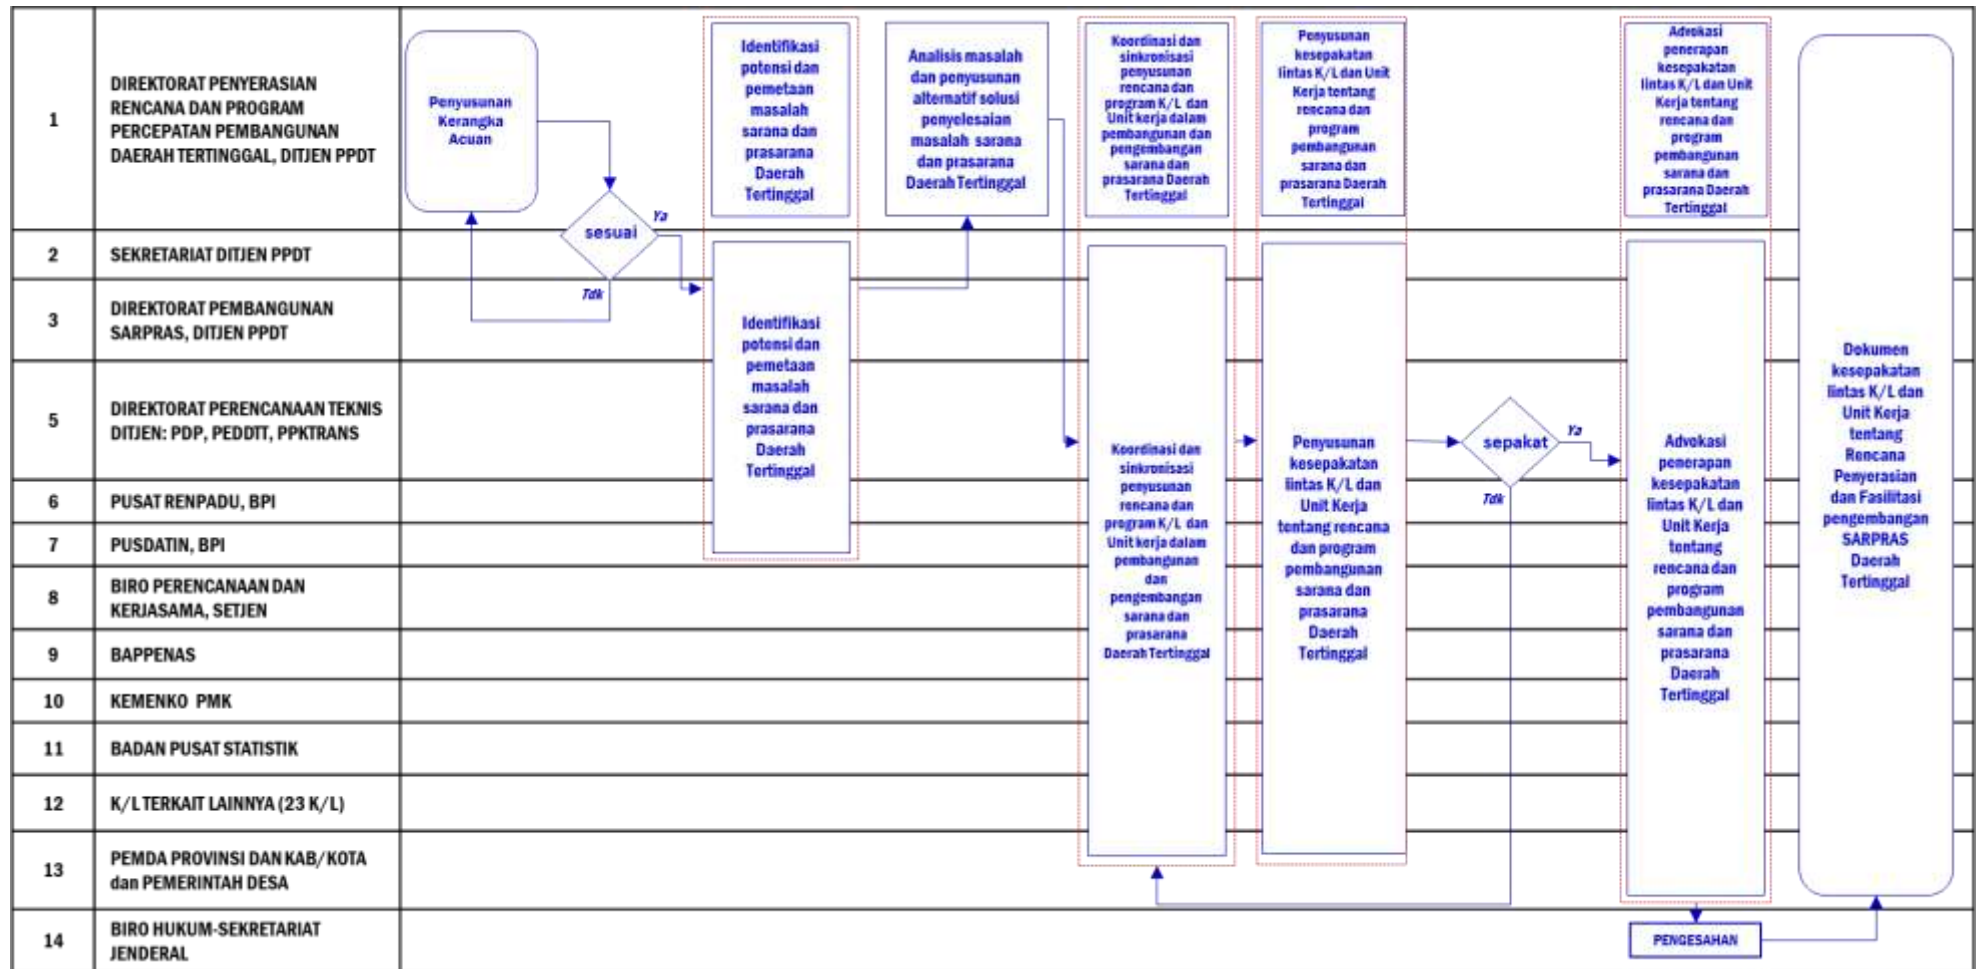 1
DIREKTORAT PENYERASIAN
RENCANA DAN PROGRAM
PERCEPATAN PEMBANGUNAN
DAERAH TERTINGGAL, DITJEN PPDT
2
SEKRETARIAT DITJEN PPDT
3
DIREKTORAT PEMBANGUNAN
SARPRAS, DITJEN PPDT
5
DIREKTORAT PERENCANAAN TEKNIS
DITJEN: PDP, PEDDTT, PPKTRANS
6
PUSAT RENPADU, BPI
7
PUSDATIN, BPI
8
BIRO PERENCANAAN DAN
KERJASAMA, SETJEN
9
BAPPENAS
10
KEMENKO PMK
11
BADAN PUSAT STATISTIK
12
K/L TERKAIT LAINNYA (23 K/L)
13
PEMDA PROVINSI DAN KAB/KOTA
dan PEMERINTAH DESA
14
BIRO HUKUM-SEKRETARIAT
JENDERAL
Penyusunan
Kerangka
Acuan
sesuai
Ya
Tdk
Identifikasi
potensi dan
pemetaan
masalah
sarana dan
prasarana
Daerah
Tertinggal
Identifikasi
potensi dan
pemetaan
masalah
sarana dan
prasarana
Daerah
Tertinggal
Analisis masalah
dan penyusunan
alternatif solusi
penyelesaian
masalah sarana
dan prasarana
Daerah Tertinggal
Koordinasi dan
sinkronisasi
penyusunan
rencana dan
program K/L dan
Unit kerja dalam
pembangunan dan
pengembangan
sarana dan
prasarana Daerah
Tertinggal
Koordinasi dan
sinkronisasi
penyusunan
rencana dan
program K/L dan
Unit kerja dalam
pembangunan
dan
pengembangan
sarana dan
prasarana
Daerah Tertinggal
Penyusunan
kesepakatan
lintas K/L dan Unit
Kerja tentang
rencana dan
program
pembangunan
sarana dan
prasarana Daerah
Tertinggal
Penyusunan
kesepakatan
lintas K/L dan
Unit Kerja
tentang rencana
dan program
pembangunan
sarana dan
prasarana
Daerah
Tertinggal
sepakat
Ya
Tdk
Advokasi
penerapan
kesepakatan
lintas K/L dan Unit
Kerja tentang
rencana dan
program
pembangunan
sarana dan
prasarana Daerah
Tertinggal
Advokasi
penerapan
kesepakatan
lintas K/L dan
Unit Kerja
tentang
rencana dan
program
pembangunan
sarana dan
prasarana
Daerah
Tertinggal
PENGESAHAN
Dokumen
kesepakatan
lintas K/L dan
Unit Kerja
tentang
Rencana
Penyerasian
dan Fasilitasi
pengembangan
SARPRAS
Daerah
Tertinggal